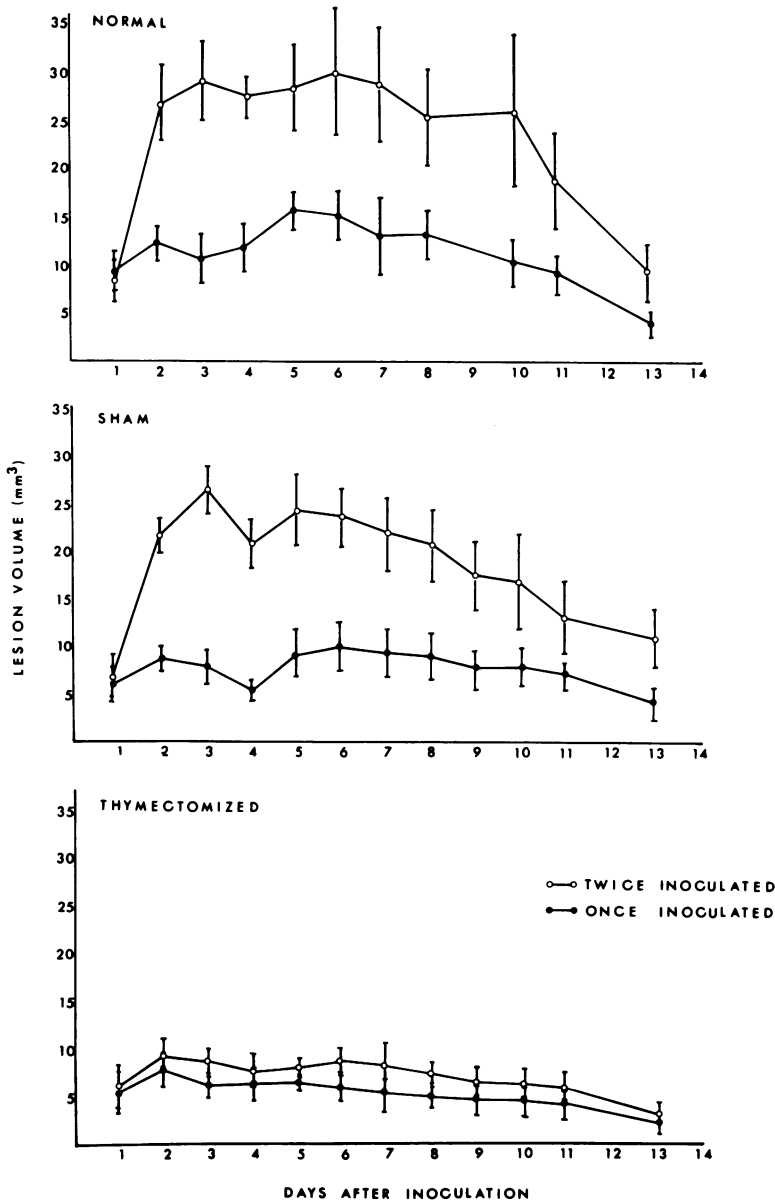 NORMAL
35
30
25
20
15
10
5
1 2 3 4 5 6 7 8 10 11 12 13 14
SHAM
35
30
25
20
15
10
5
1 2 3 4 5 6 7 8 9 10 11 12 13 14
LESION VOLUME (mm3)
THYMECTOMIZED
35
30
25
20
15
10
5
TWICE INOCULATED
ONCE INOCULATED
1 2 3 4 5 6 7 8 9 10 11 12 13 14
DAYS AFTER INOCULATION